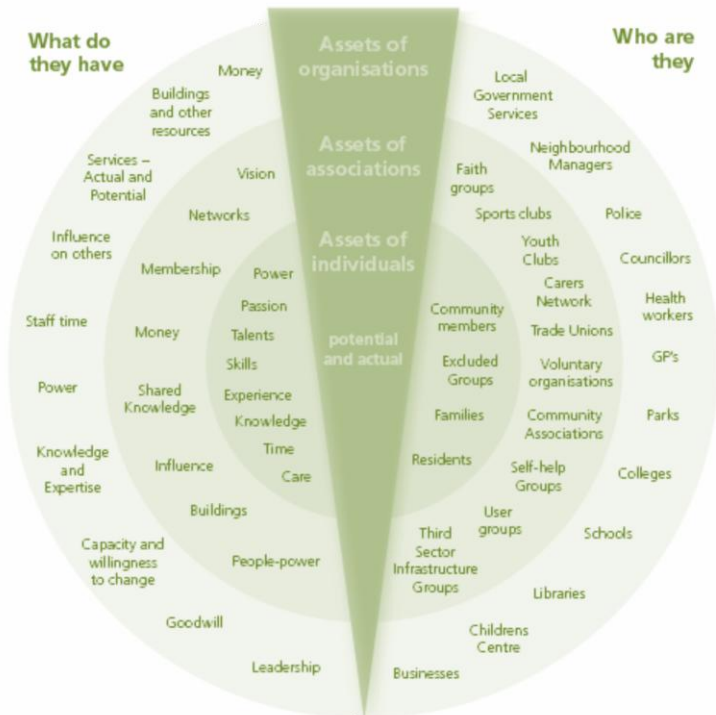 What do
they have
Assets of
organisations
Who are
they
Assets of
associations
Assets of
individuals
potential
and actual
Money
Buildings
and other
resources
Services –
Actual and
Potential
Influence
on others
Staff time
Power
Knowledge
and
Expertise
Capacity and
willingness
to change
Goodwill
Leadership
Vision
Networks
Membership
Money
Shared
Knowledge
Influence
Buildings
People-power
Power
Passion
Talents
Skills
Experience
Knowledge
Time
Care
Community
members
Excluded
Groups
Families
Residents
Faith
groups
Sports clubs
Youth
Clubs
Carers
Network
Trade Unions
Voluntary
organisations
Community
Associations
Self-help
Groups
User
groups
Third
Sector
Infrastructure
Groups
Local
Government
Services
Neighbourhood
Managers
Police
Councillors
Health
workers
GP's
Parks
Colleges
Schools
Libraries
Childrens
Centre
Businesses